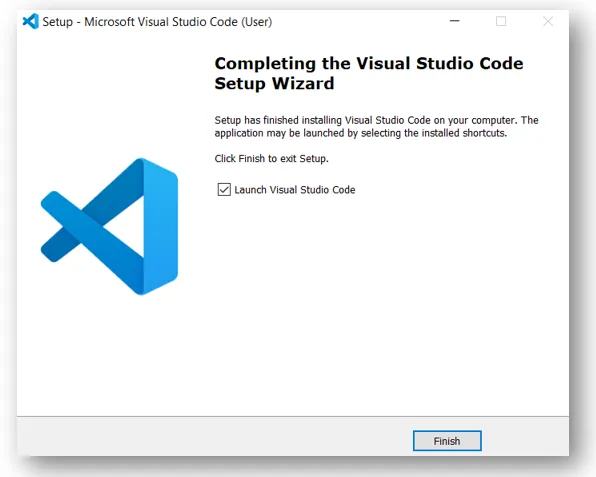 Setup - Microsoft Visual Studio Code (User)
Completing the Visual Studio Code
Setup Wizard
Setup has finished installing Visual Studio Code on your computer. The
application may be launched by selecting the installed shortcuts.
Click Finish to exit Setup.
Launch Visual Studio Code
Finish